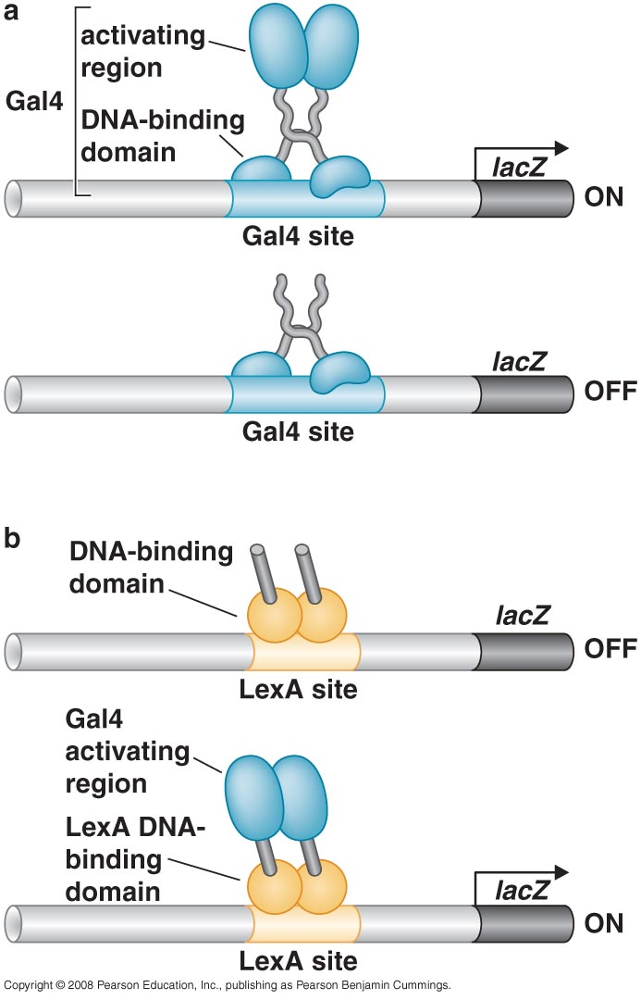 a
activating
region
Gal4
DNA-binding
domain
lacZ
ON
Gal4 site
lacZ
OFF
Gal4 site
b
DNA-binding
domain
lacZ
OFF
LexA site
Gal4
activating
region
LexA DNA-
binding
domain
lacZ
ON
LexA site
Copyright © 2008 Pearson Education, Inc., publishing as Pearson Benjamin Cummings.